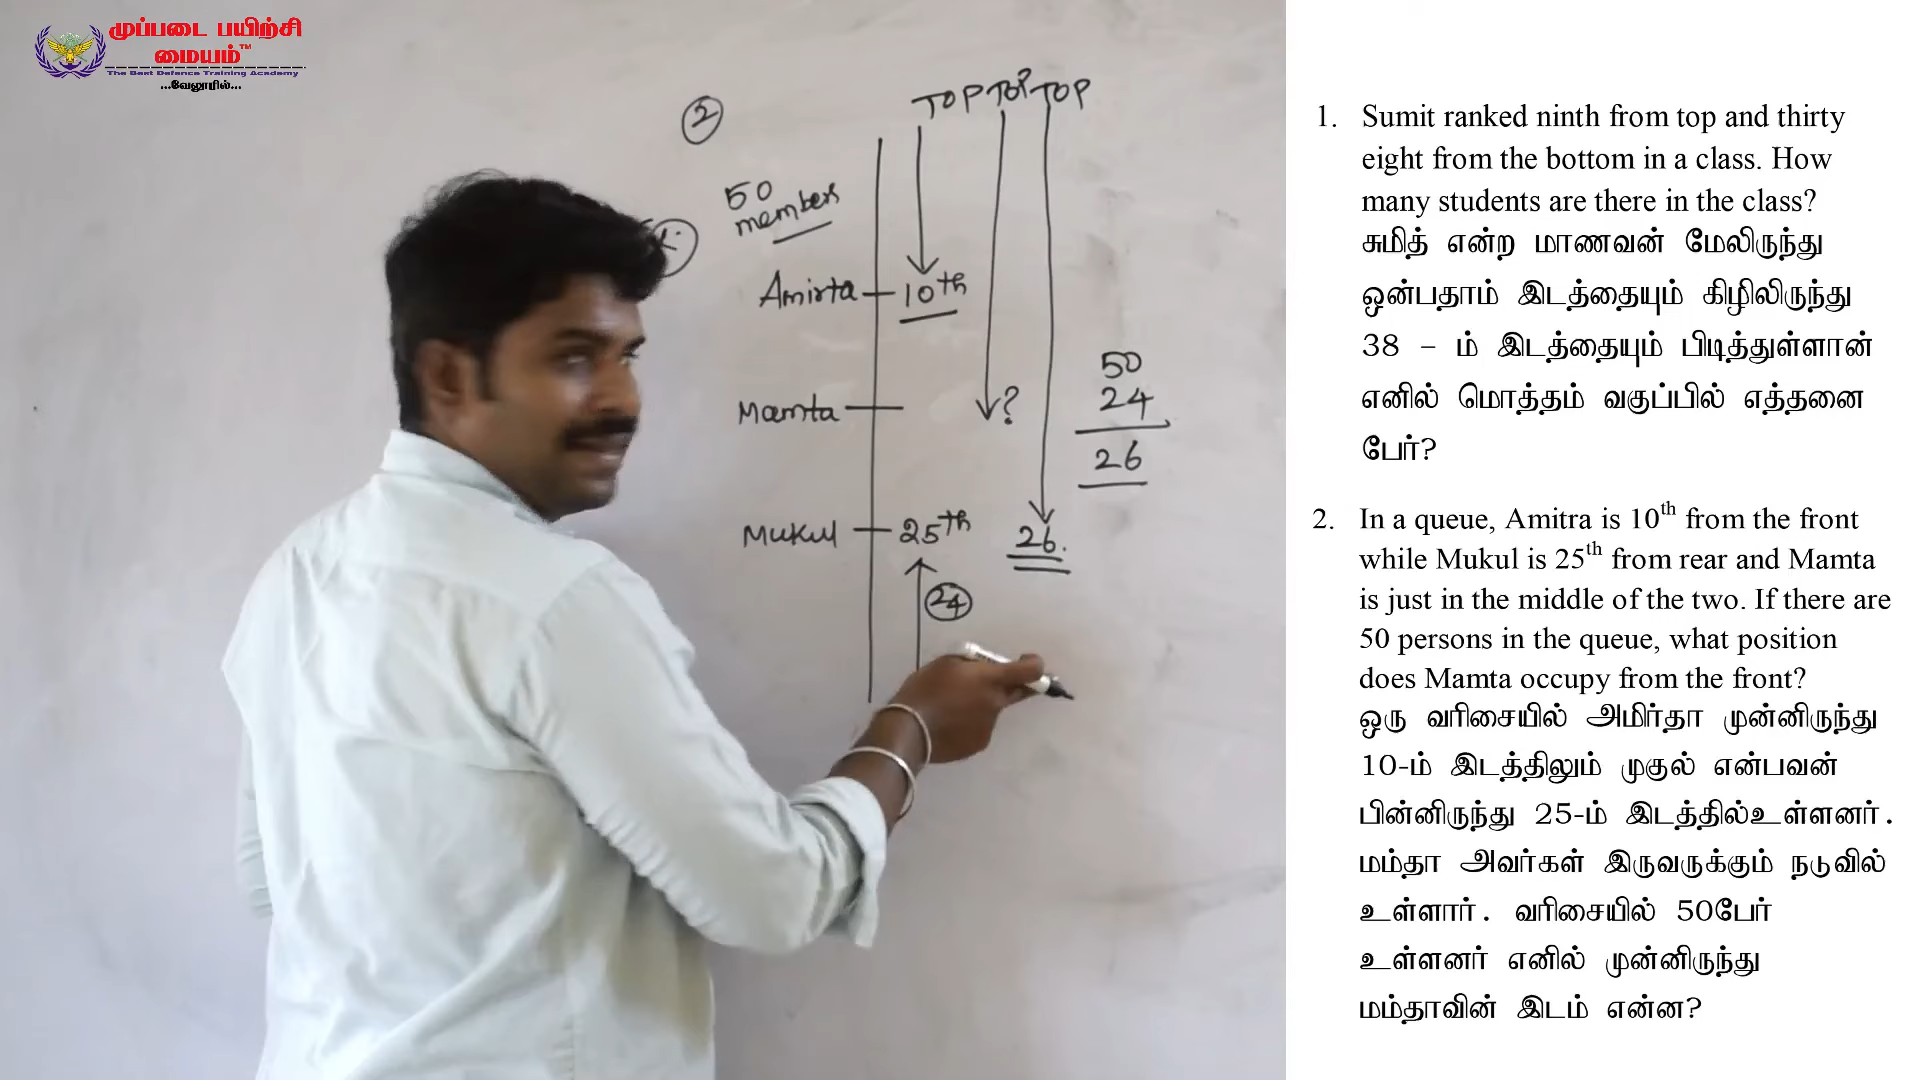 முப்படை பயிற்சி
மையம்™
The Best Defence Training Academy
...வேலூரில்...
2
TOP TOP TOP
50
members
Amirta 10th
Mamta ?
50
24
26
Mukul 25th 26.
24
1. Sumit ranked ninth from top and thirty
eight from the bottom in a class. How
many students are there in the class?
சுமித் என்ற மாணவன் மேலிருந்து
ஒன்பதாம் இடத்தையும் கிழிலிருந்து
38 – ம் இடத்தையும் பிடித்துள்ளான்
எனில் மொத்தம் வகுப்பில் எத்தனை
பேர்?
2. In a queue, Amitra is 10th from the front
while Mukul is 25th from rear and Mamta
is just in the middle of the two. If there are
50 persons in the queue, what position
does Mamta occupy from the front?
ஒரு வரிசையில் அமிர்தா முன்னிருந்து
10-ம் இடத்திலும் முகுல் என்பவன்
பின்னிருந்து 25-ம் இடத்தில்உள்ளனர்.
மம்தா அவர்கள் இருவருக்கும் நடுவில்
உள்ளார். வரிசையில் 50பேர்
உள்ளனர் எனில் முன்னிருந்து
மம்தாவின் இடம் என்ன?